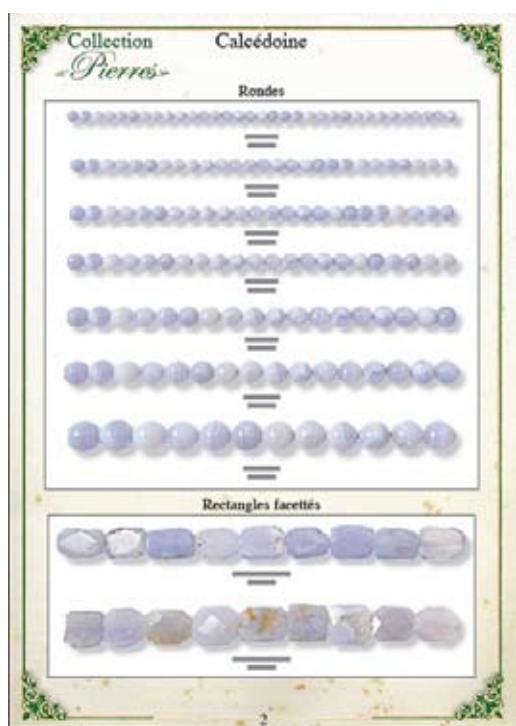 Collection
Calcédoine
Pierres
Rondes
Rectangles facettés
2